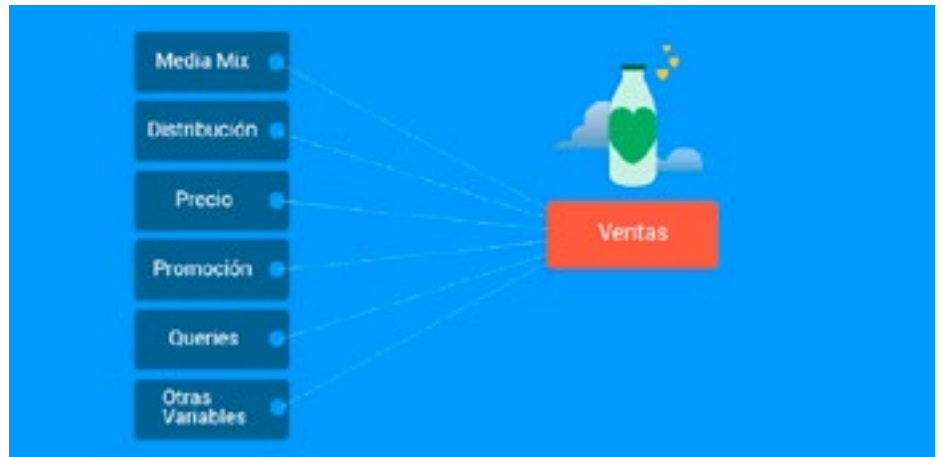 Media Mix
Distribución
Precio
Promoción
Queries
Otras
Variables
Ventas